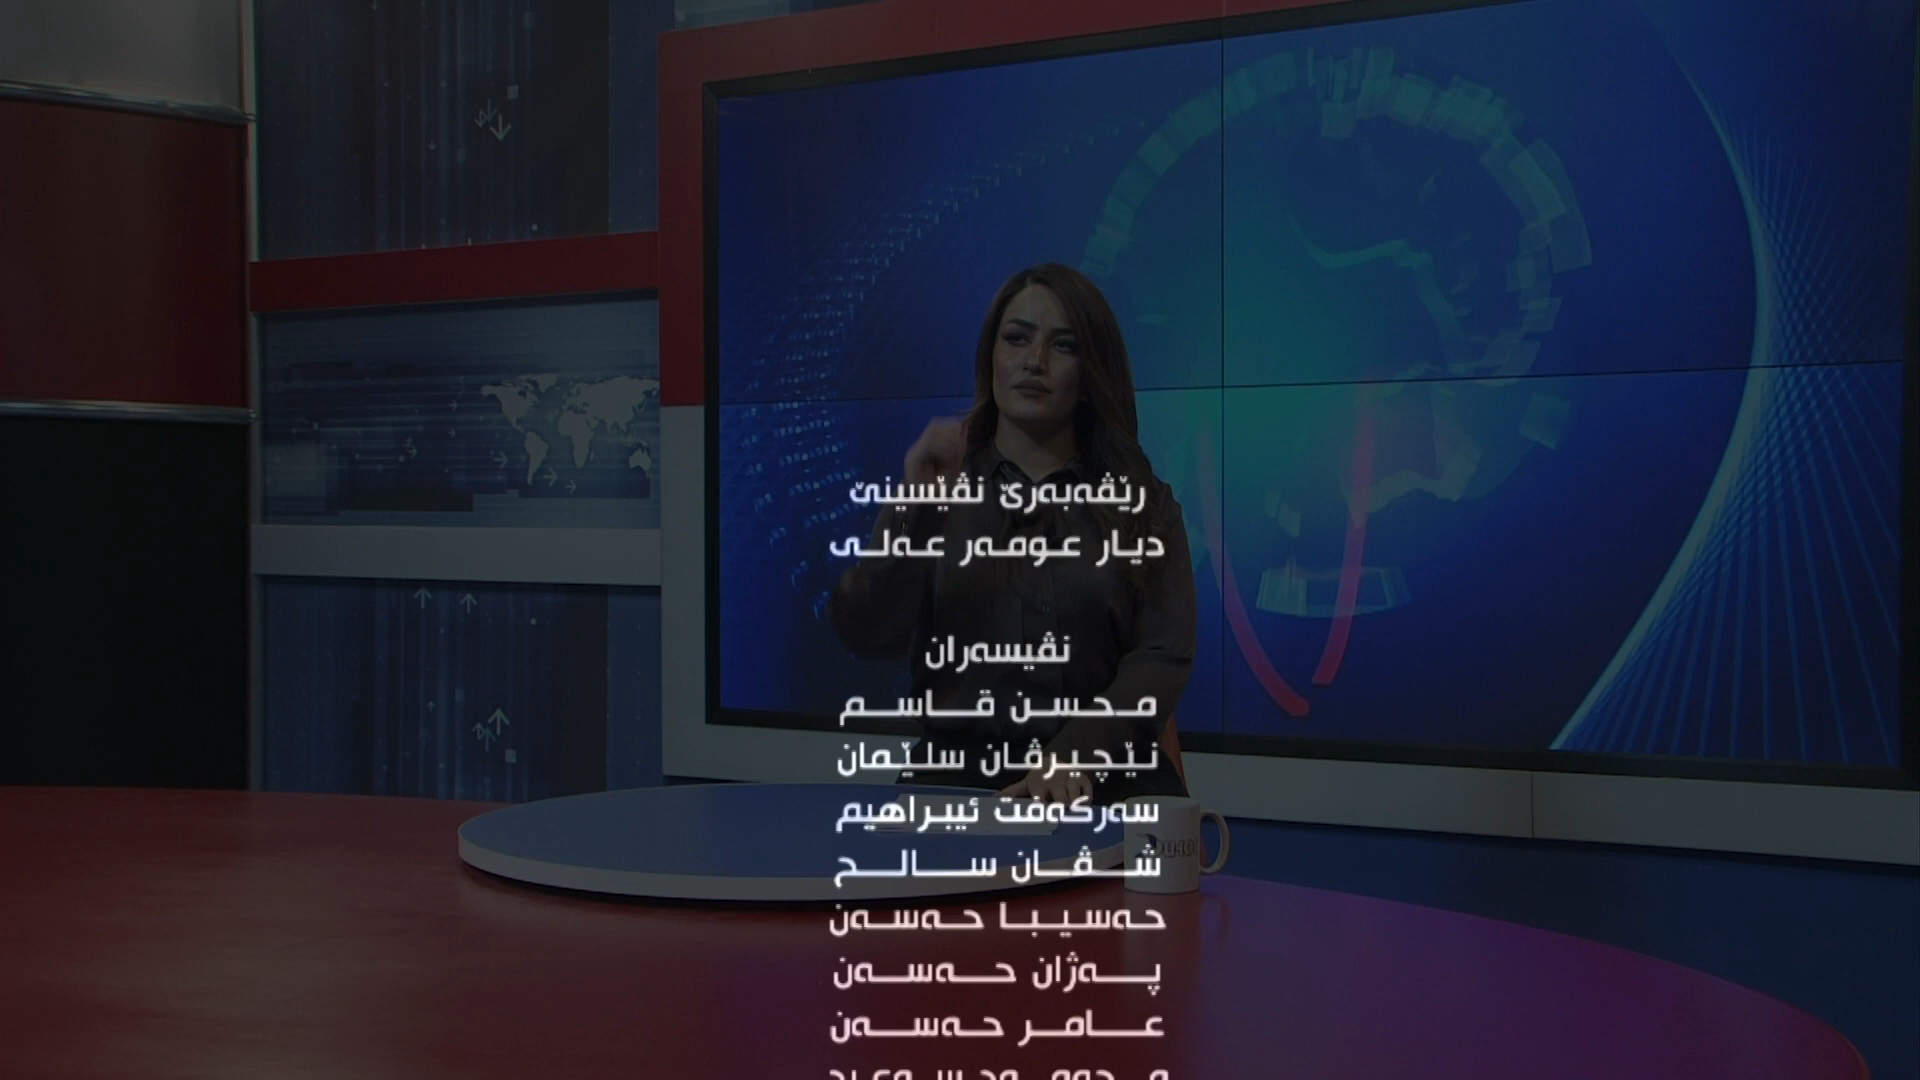 رێڤەبەرێ نڤێسینێ
دیار عومەر عەلی
نڤیسەران
محسن قاسم
نێچیرڤان سلێمان
سەرکەفت ئیبراهیم
شڤان سالح
حەسیبا حەسەن
پەژان حەسەن
عامر حەسەن